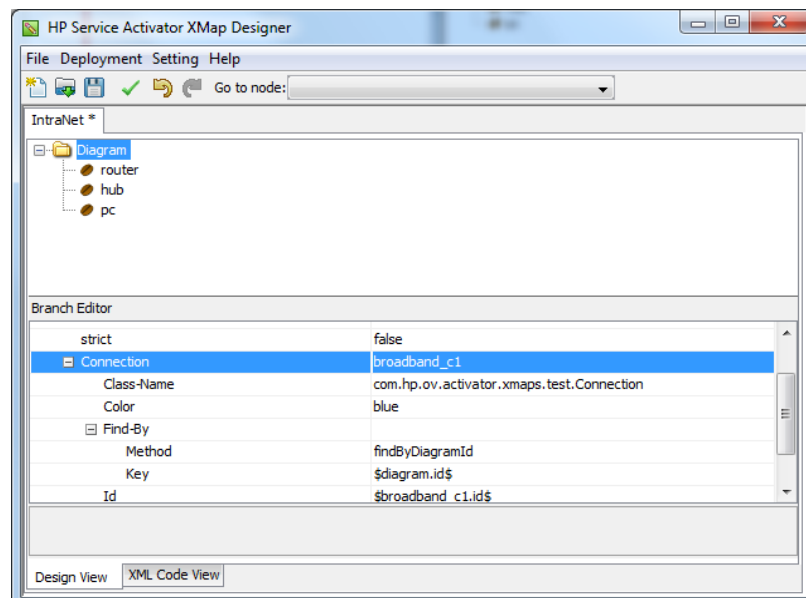 HP Service Activator XMap Designer
File Deployment Setting Help
Go to node:
IntraNet *
Diagram
router
hub
pc
Branch Editor
strict false
Connection broadband_c1
Class-Name com.hp.ov.activator.xmaps.test.Connection
Color blue
Find-By
Method findByDiagramId
Key $diagram.id$
Id $broadband_c1.id$
Design View XML Code View